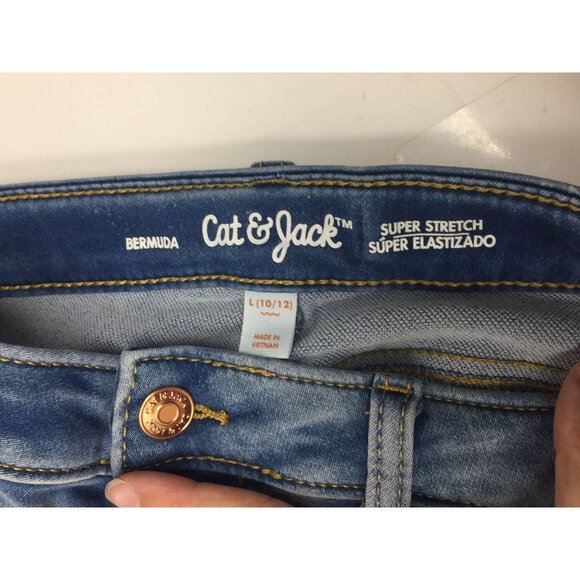 BERMUDA
Cat & Jack™
SUPER STRETCH
SÚPER ELASTIZADO
L (10/12)
MADE IN
VIETNAM